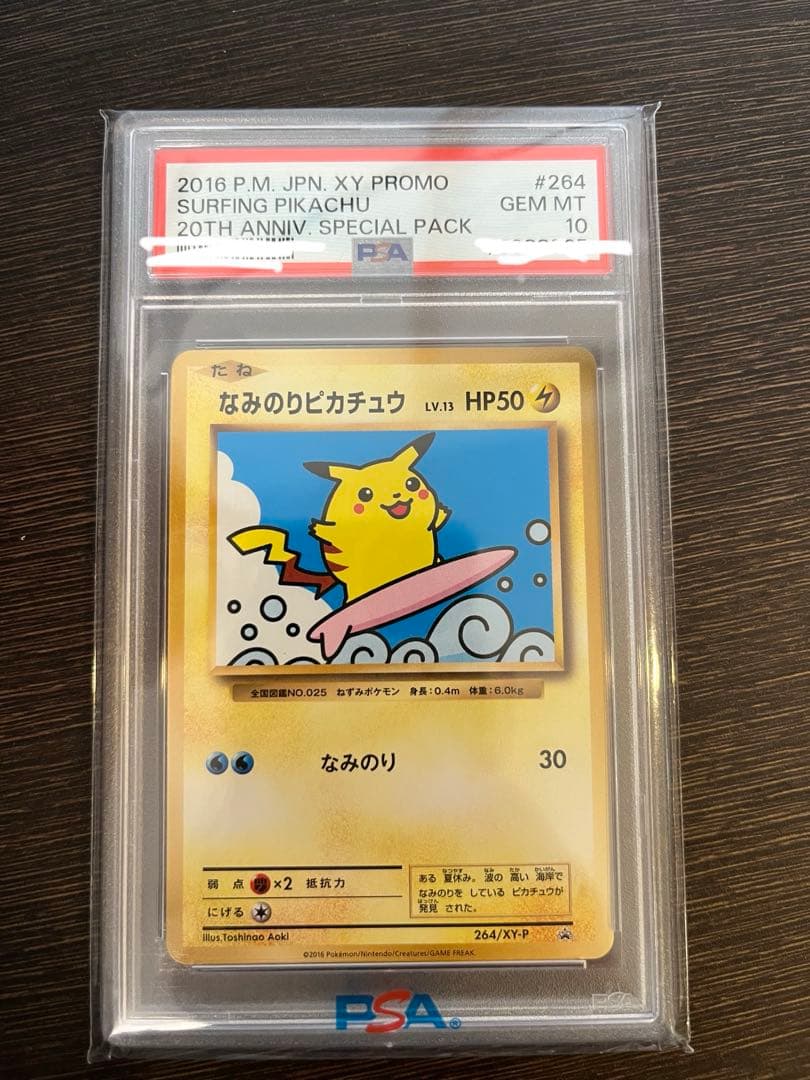 2016 P.M. JPN. XY PROMO #264
SURFING PIKACHU GEM MT
20TH ANNIV. SPECIAL PACK 10
PSA
たね
なみのりピカチュウ LV.13 HP50
全国図鑑NO.025 ねずみポケモン 身長:0.4m 体重:6.0kg
なみのり 30
弱点 ×2 抵抗力
にげる
ある 夏休み。波の 高い 海岸で
なみのりを している ピカチュウが
発見 された。
illus.Toshinao Aoki 264/XY-P
©2016 Pokémon/Nintendo/Creatures/GAME FREAK.
PSA®